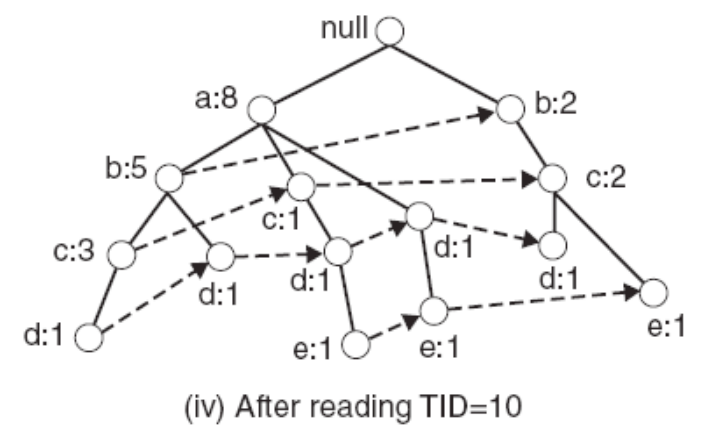 null
a:8
b:2
b:5
c:2
c:1
c:3
d:1
d:1
d:1
d:1
d:1
e:1
e:1
e:1
(iv) After reading TID=10